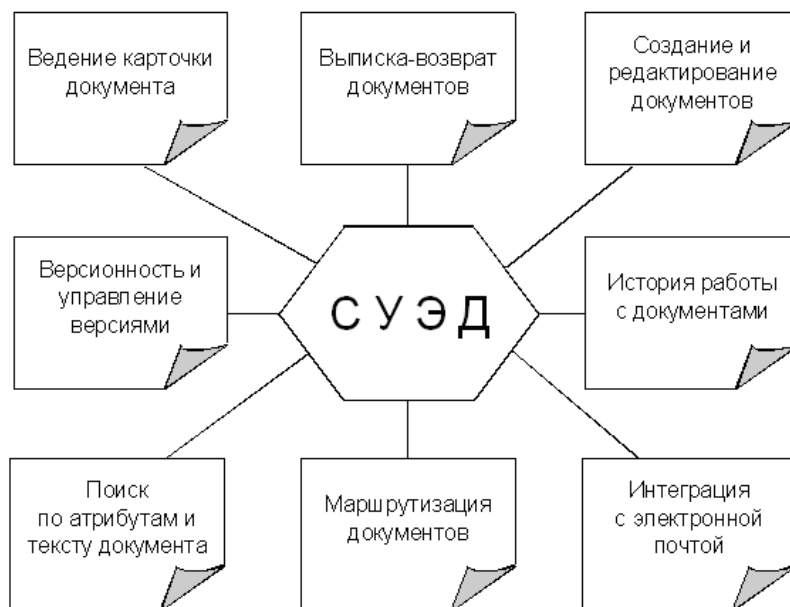 Ведение карточки
документа
Выписка-возврат
документов
Создание и
редактирование
документов
Версионность и
управление
версиями
С У Э Д
История работы
с документами
Поиск
по атрибутам и
тексту документа
Маршрутизация
документов
Интеграция
с электронной
почтой